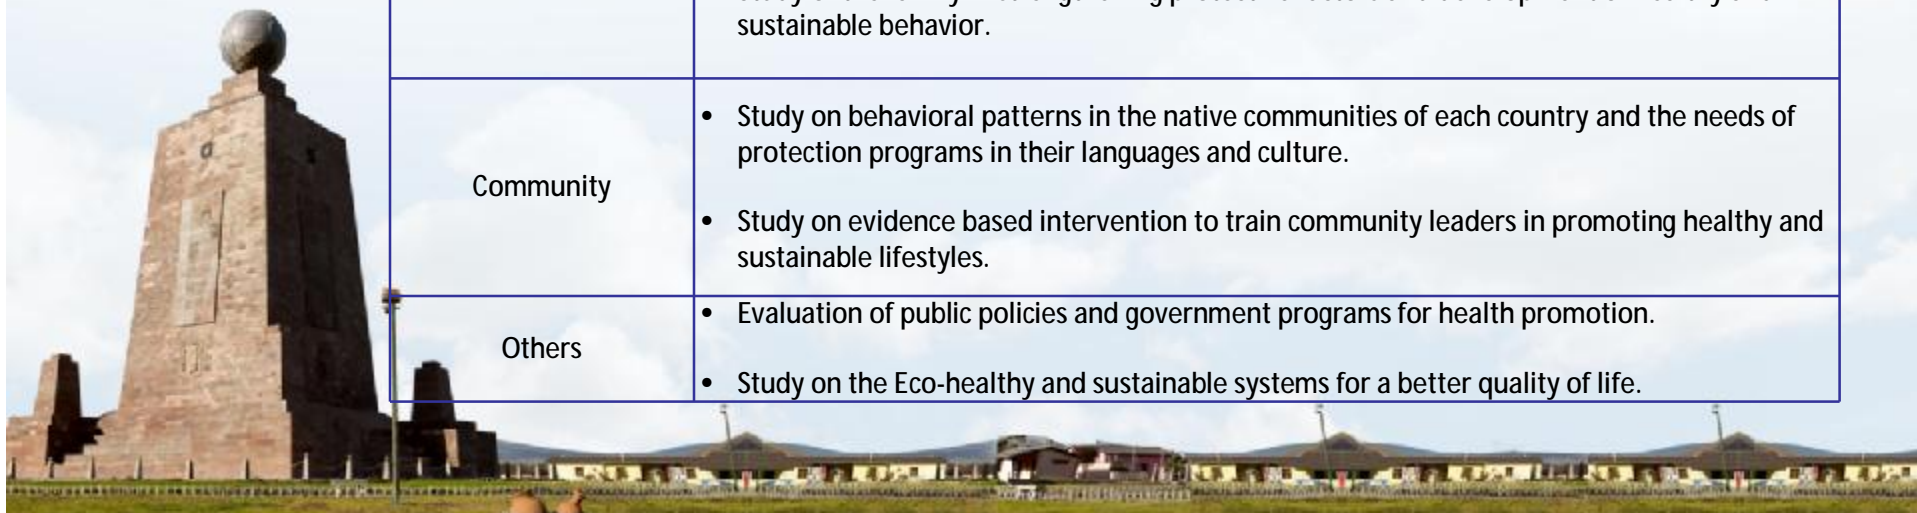 sustainable behavior.
Community
• Study on behavioral patterns in the native communities of each country and the needs of
protection programs in their languages and culture.
• Study on evidence based intervention to train community leaders in promoting healthy and
sustainable lifestyles.
Others
• Evaluation of public policies and government programs for health promotion.
• Study on the Eco-healthy and sustainable systems for a better quality of life.